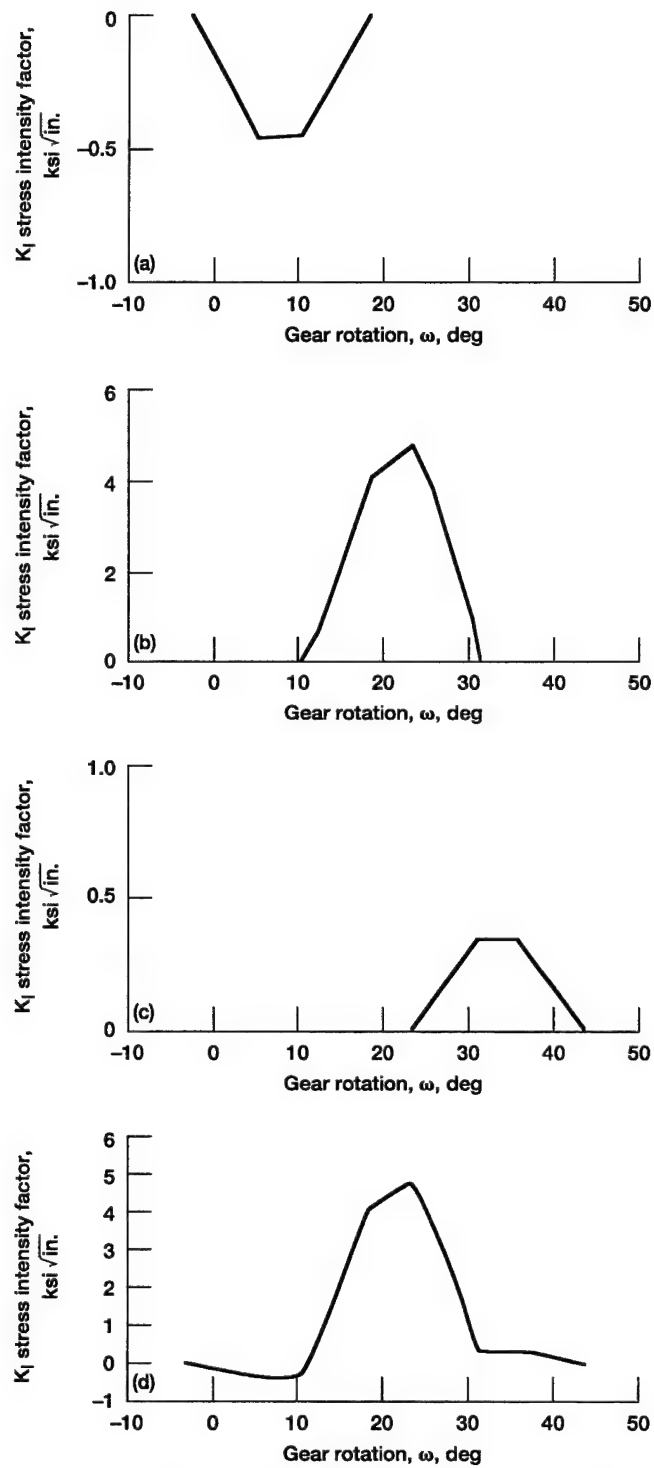 K_I stress intensity factor,
ksi √in.
0
−0.5
−1.0
(a)
−10 0 10 20 30 40 50
Gear rotation, ω, deg
K_I stress intensity factor,
ksi √in.
6
4
2
0
(b)
−10 0 10 20 30 40 50
Gear rotation, ω, deg
K_I stress intensity factor,
ksi √in.
1.0
0.5
0
(c)
−10 0 10 20 30 40 50
Gear rotation, ω, deg
K_I stress intensity factor,
ksi √in.
6
5
4
3
2
1
0
−1
(d)
−10 0 10 20 30 40 50
Gear rotation, ω, deg